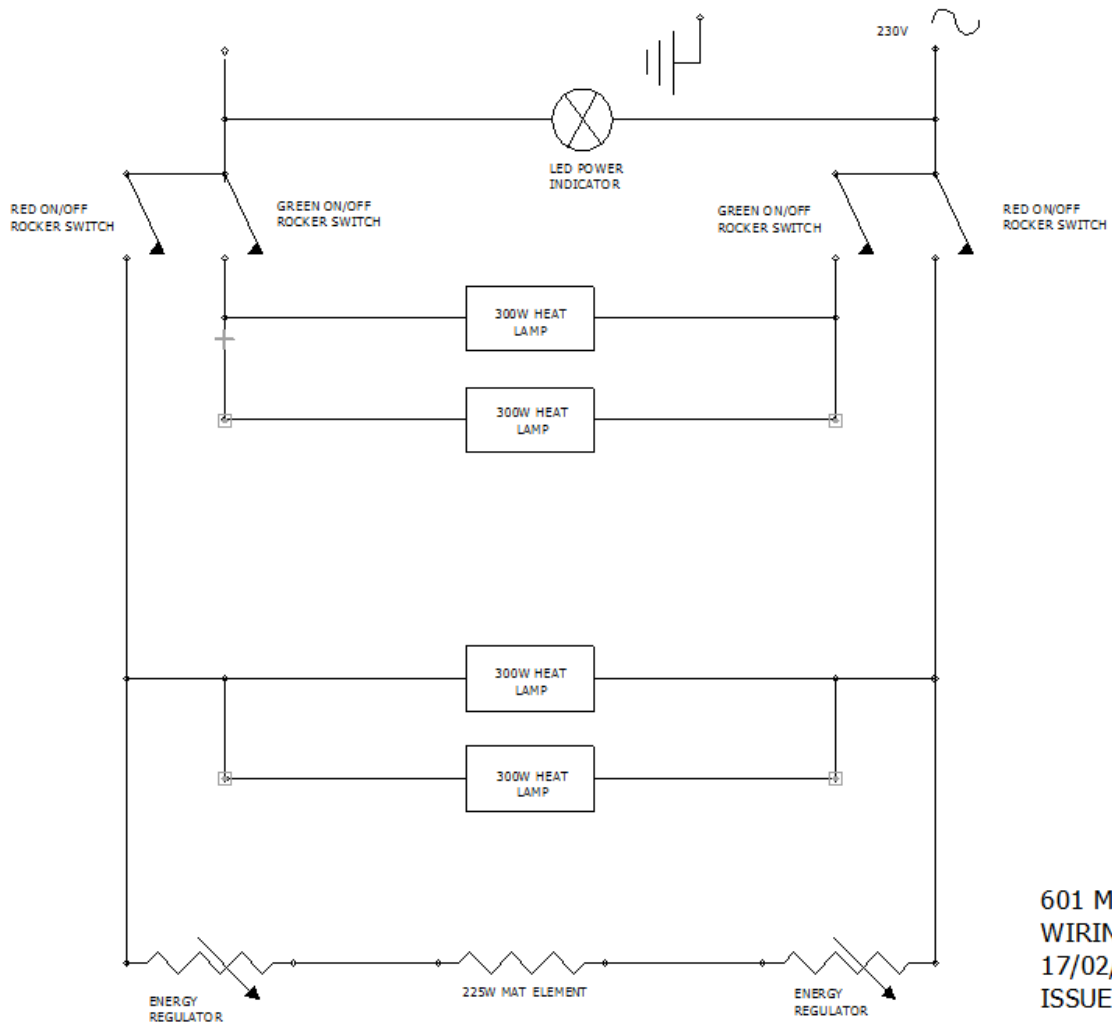 230V
LED POWER
INDICATOR
RED ON/OFF
ROCKER SWITCH
GREEN ON/OFF
ROCKER SWITCH
GREEN ON/OFF
ROCKER SWITCH
RED ON/OFF
ROCKER SWITCH
300W HEAT
LAMP
300W HEAT
LAMP
300W HEAT
LAMP
300W HEAT
LAMP
ENERGY
REGULATOR
225W MAT ELEMENT
ENERGY
REGULATOR
601 M
WIRIN
17/02/
ISSUE